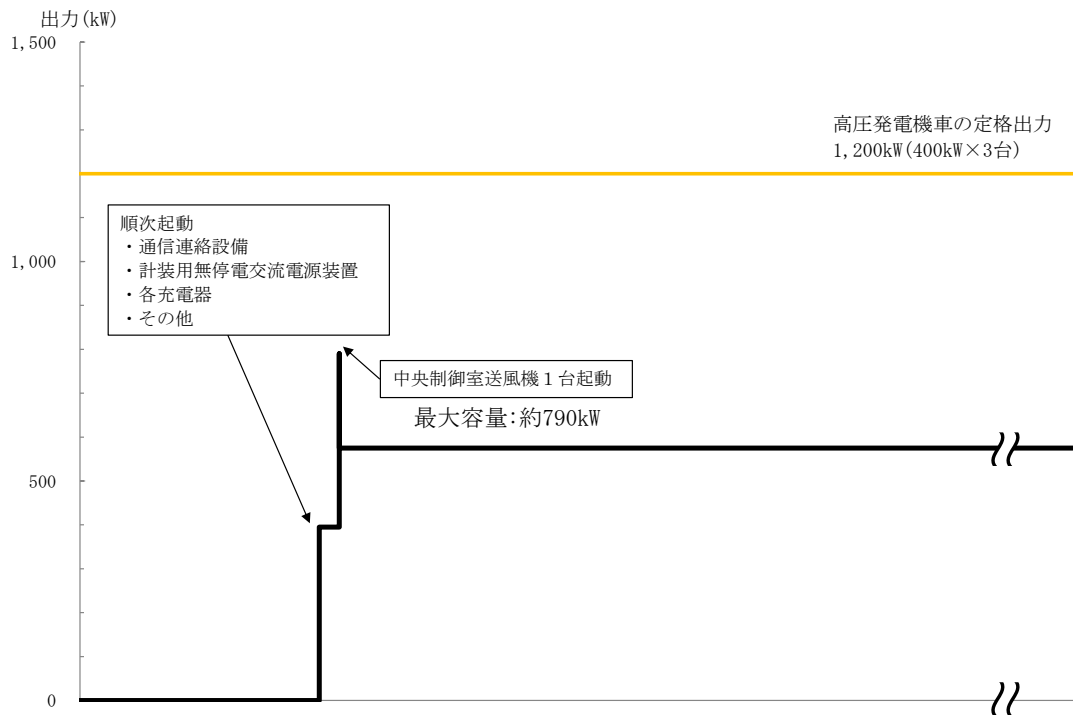 出力(kW)
1,500
高圧発電機車の定格出力
1,200kW(400kW×3台)
順次起動
・通信連絡設備
・計装用無停電交流電源装置
・各充電器
・その他
1,000
中央制御室送風機１台起動
最大容量:約790kW
500
0